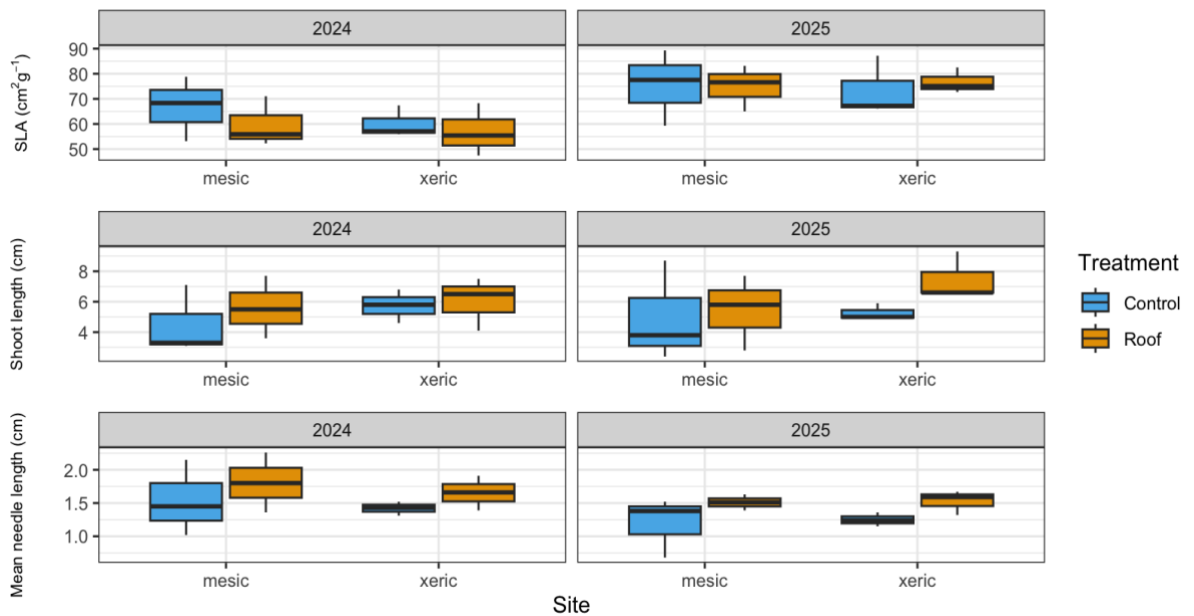 2024 2025
SLA (cm²g⁻¹)
90
80
70
60
50
mesic xeric mesic xeric
2024 2025
Shoot length (cm)
8
6
4
mesic xeric mesic xeric
Treatment
Control
Roof
2024 2025
Mean needle length (cm)
2.0
1.5
1.0
mesic xeric mesic xeric
Site